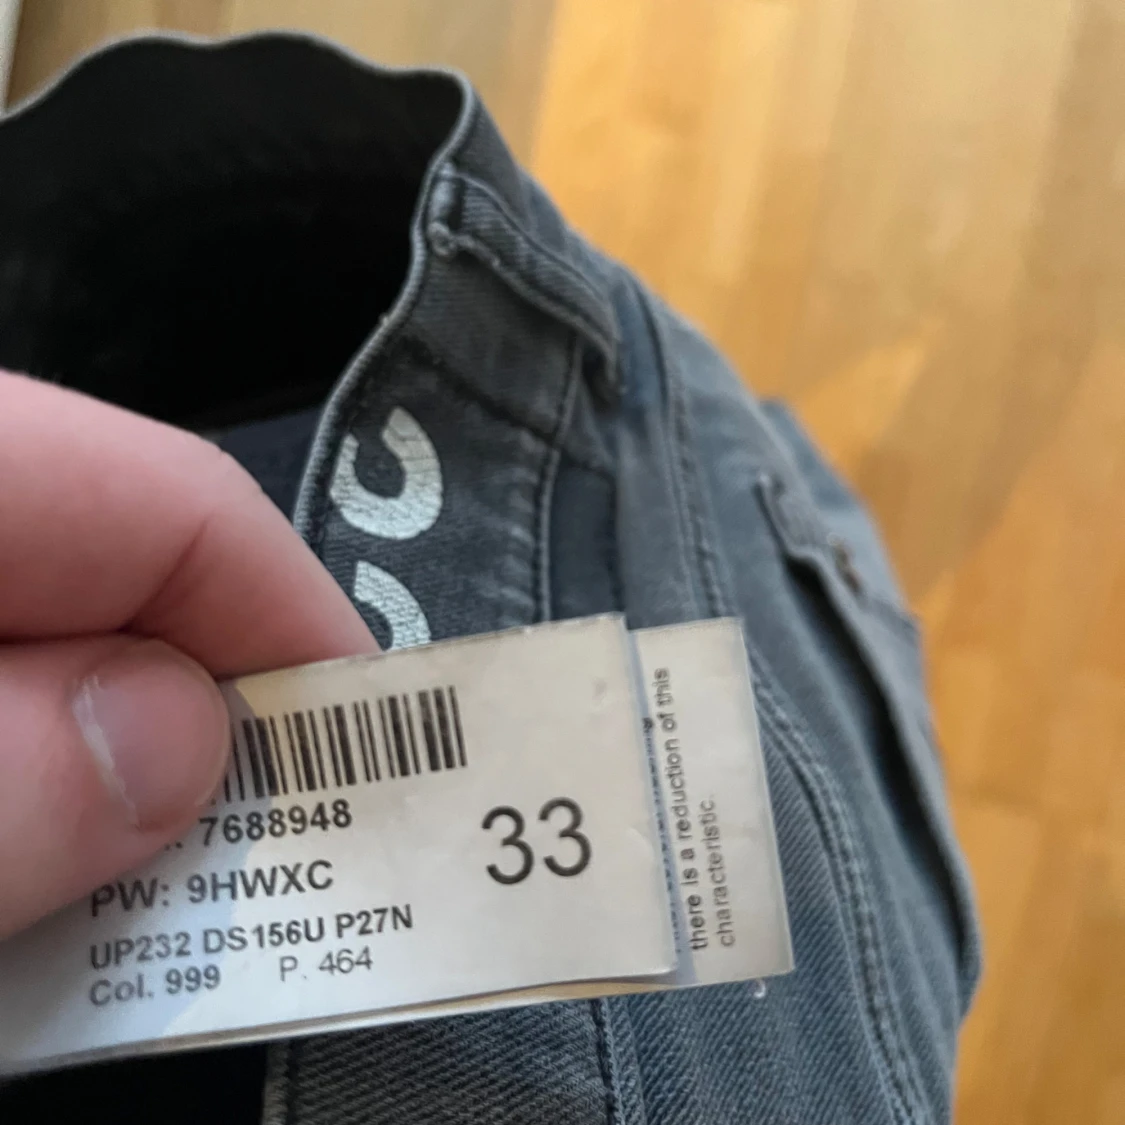 7688948
33
PW: 9HWXC
UP232 DS156U P27N
Col. 999 P. 464
there is a reduction of this
characteristic.